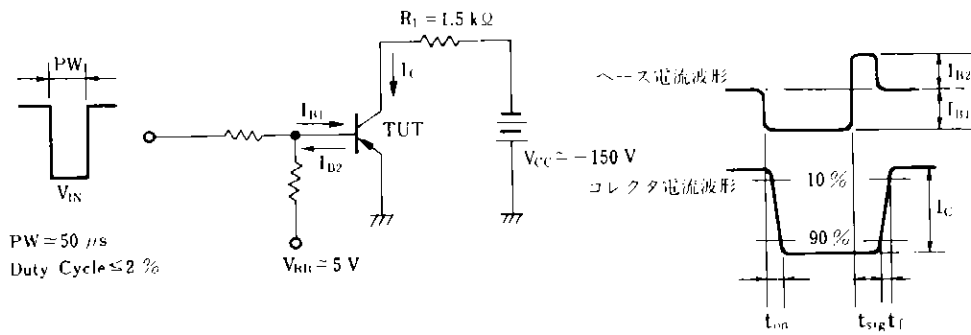 PW
V_IN
PW≃50 μs
Duty Cycle≦2 %
R₁ = 1.5 kΩ
I_C
I_B1
TUT
I_B2
V_CC≃−150 V
V_BB≃5 V
ベース電流波形
I_B2
I_B1
コレクタ電流波形
10 %
I_C
90 %
t_on
t_stg t_f